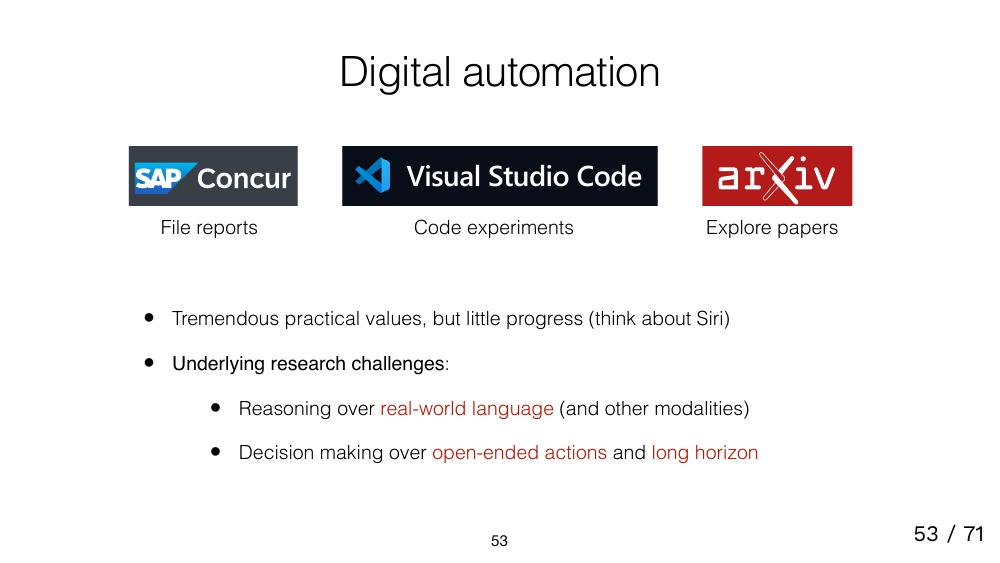 Digital automation
SAP Concur
Visual Studio Code
arXiv
File reports
Code experiments
Explore papers
• Tremendous practical values, but little progress (think about Siri)
• Underlying research challenges:
• Reasoning over real-world language (and other modalities)
• Decision making over open-ended actions and long horizon
53
53 / 71